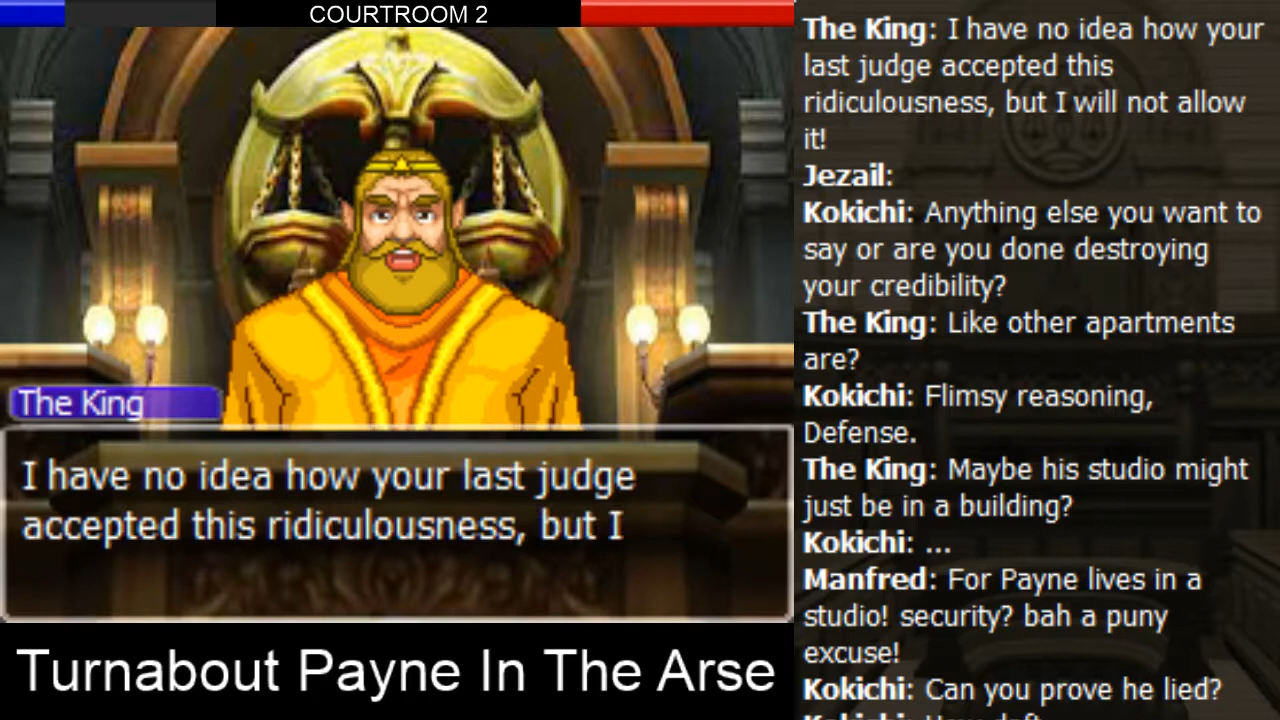 COURTROOM 2
The King
I have no idea how your last judge
accepted this ridiculousness, but I
Turnabout Payne In The Arse
The King: I have no idea how your
last judge accepted this
ridiculousness, but I will not allow
it!
Jezail:
Kokichi: Anything else you want to
say or are you done destroying
your credibility?
The King: Like other apartments
are?
Kokichi: Flimsy reasoning,
Defense.
The King: Maybe his studio might
just be in a building?
Kokichi: ...
Manfred: For Payne lives in a
studio! security? bah a puny
excuse!
Kokichi: Can you prove he lied?